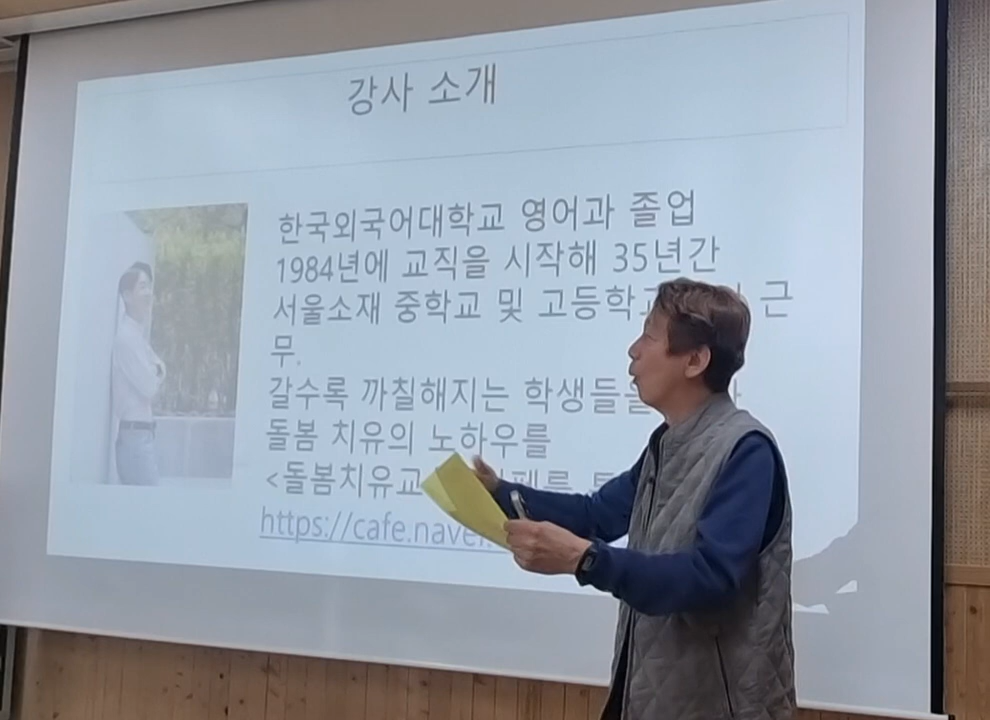 강사 소개
한국외국어대학교 영어과 졸업
1984년에 교직을 시작해 35년간
서울소재 중학교 및 고등학교 근
무.
갈수록 까칠해지는 학생들을
돌봄 치유의 노하우를
<돌봄치유교
https://cafe.naver.